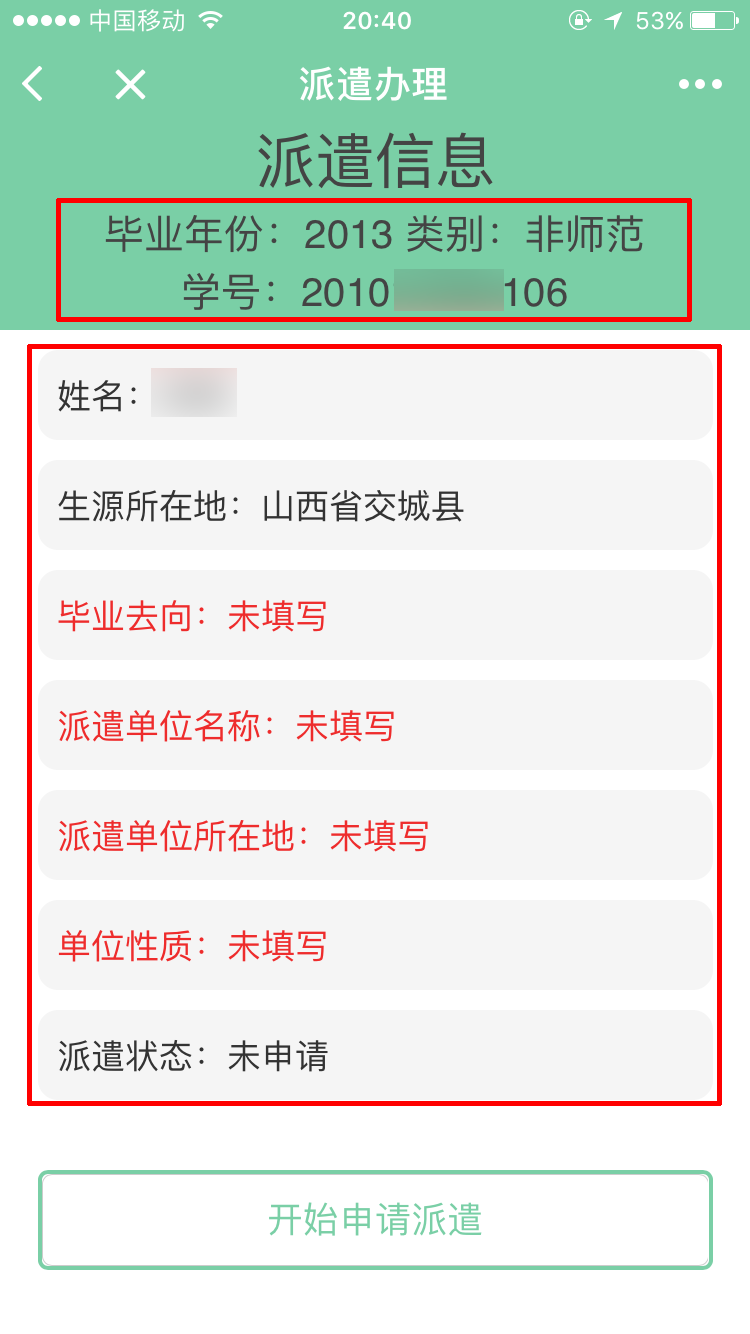 中国移动 20:40 53%
派遣办理
派遣信息
毕业年份：2013 类别：非师范
学号：2010 106
姓名：
生源所在地：山西省交城县
毕业去向：未填写
派遣单位名称：未填写
派遣单位所在地：未填写
单位性质：未填写
派遣状态：未申请
开始申请派遣